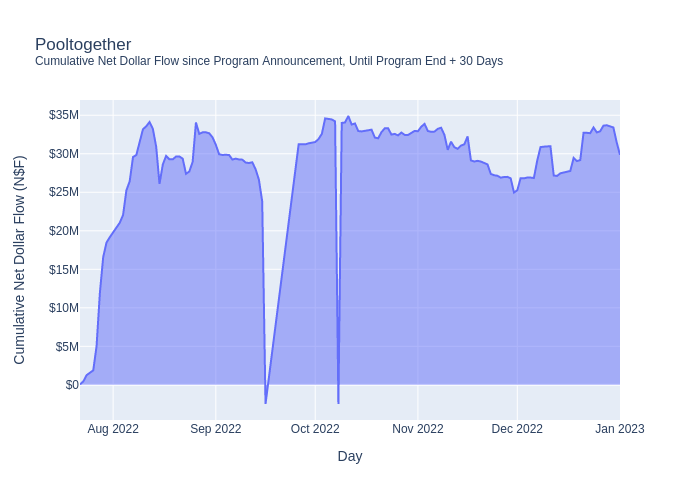 Pooltogether
Cumulative Net Dollar Flow since Program Announcement, Until Program End + 30 Days
Cumulative Net Dollar Flow (N$F)
$35M
$30M
$25M
$20M
$15M
$10M
$5M
$0
Aug 2022 Sep 2022 Oct 2022 Nov 2022 Dec 2022 Jan 2023
Day